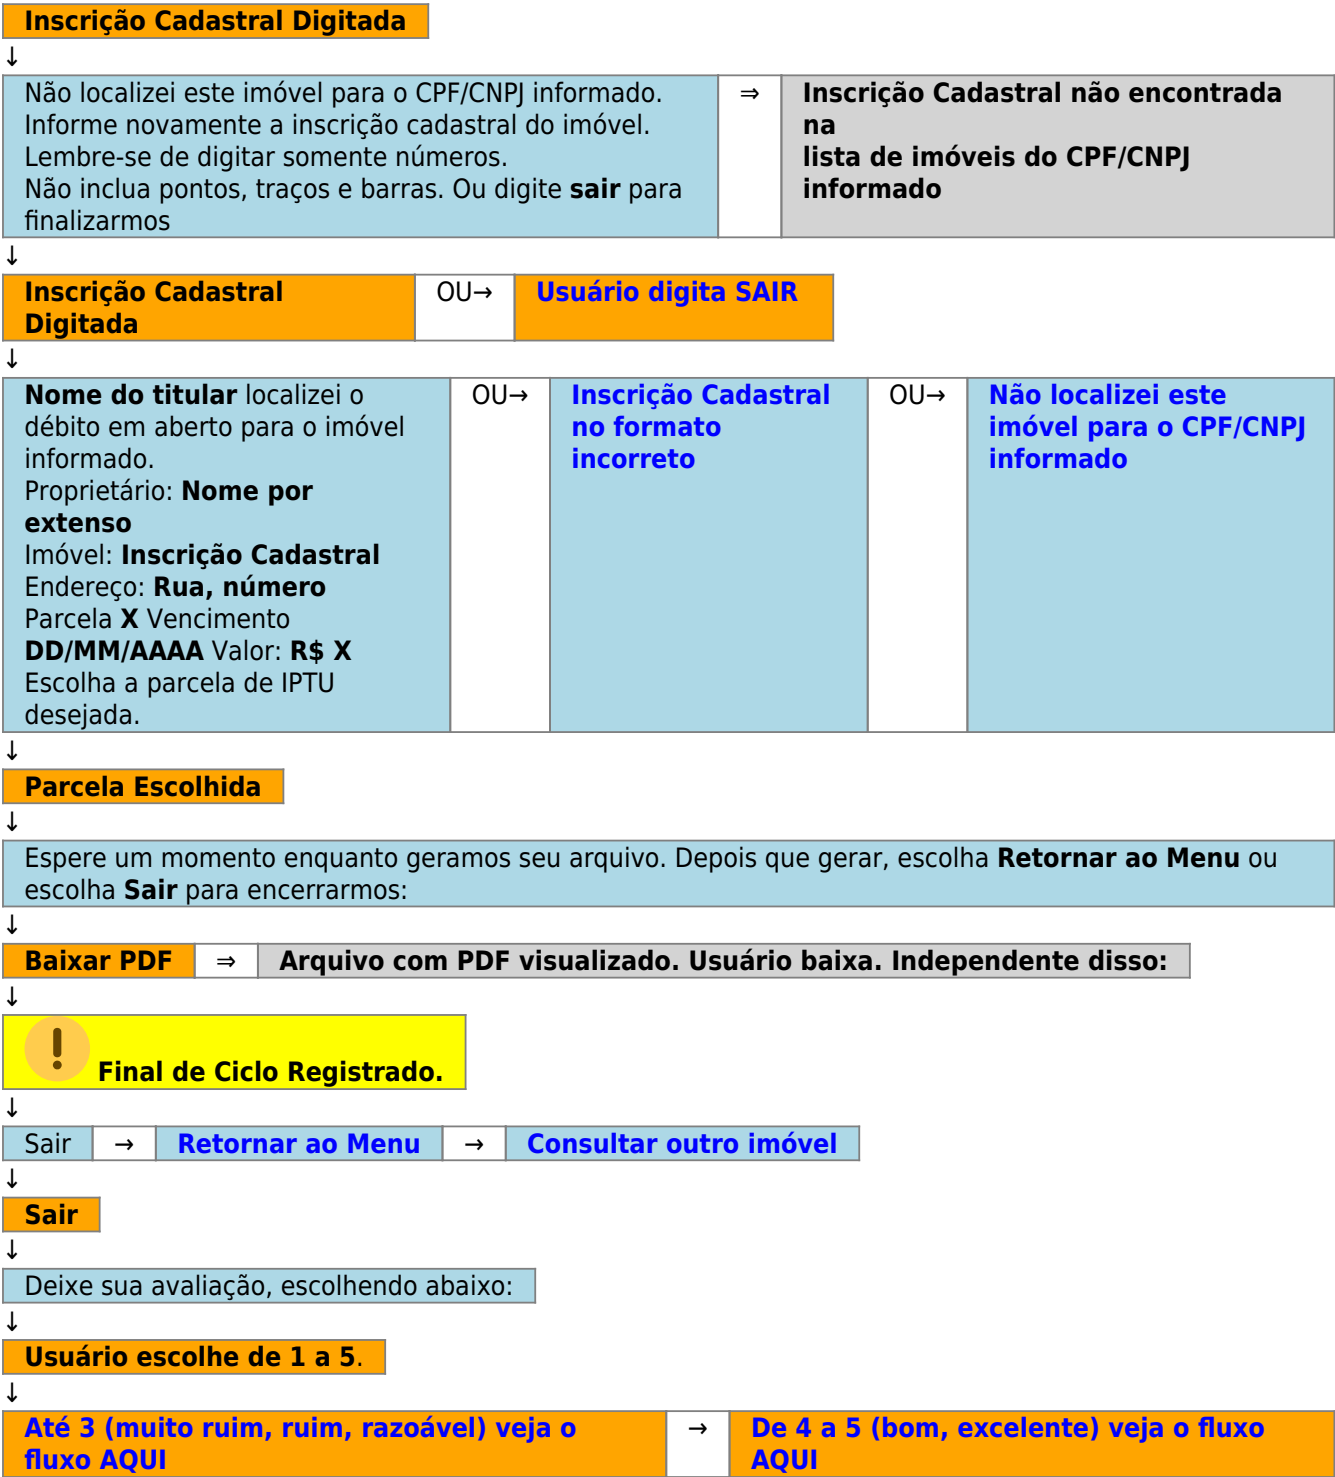 Inscrição Cadastral Digitada
↓
Não localizei este imóvel para o CPF/CNPJ informado.
Informe novamente a inscrição cadastral do imóvel.
Lembre-se de digitar somente números.
Não inclua pontos, traços e barras. Ou digite sair para
finalizarmos
⇒
Inscrição Cadastral não encontrada
na
lista de imóveis do CPF/CNPJ
informado
↓
Inscrição Cadastral
Digitada
OU→
Usuário digita SAIR
↓
Nome do titular localizei o
débito em aberto para o imóvel
informado.
Proprietário: Nome por
extenso
Imóvel: Inscrição Cadastral
Endereço: Rua, número
Parcela X Vencimento
DD/MM/AAAA Valor: R$ X
Escolha a parcela de IPTU
desejada.
OU→
Inscrição Cadastral
no formato
incorreto
OU→
Não localizei este
imóvel para o CPF/CNPJ
informado
↓
Parcela Escolhida
↓
Espere um momento enquanto geramos seu arquivo. Depois que gerar, escolha Retornar ao Menu ou
escolha Sair para encerrarmos:
↓
Baixar PDF ⇒ Arquivo com PDF visualizado. Usuário baixa. Independente disso:
↓
! Final de Ciclo Registrado.
↓
Sair → Retornar ao Menu → Consultar outro imóvel
↓
Sair
↓
Deixe sua avaliação, escolhendo abaixo:
↓
Usuário escolhe de 1 a 5.
↓
Até 3 (muito ruim, ruim, razoável) veja o
fluxo AQUI
→
De 4 a 5 (bom, excelente) veja o fluxo
AQUI